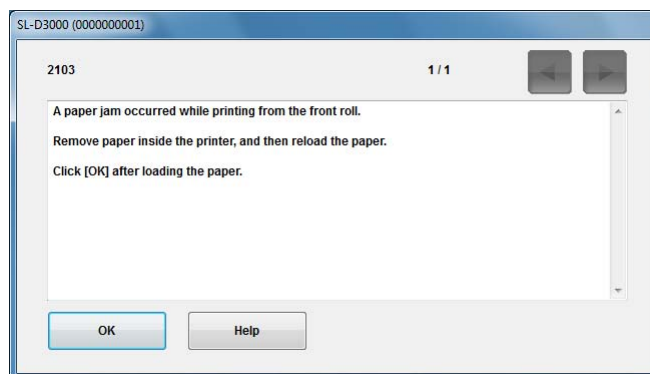 SL-D3000 (0000000001)
2103 1 / 1
A paper jam occurred while printing from the front roll.
Remove paper inside the printer, and then reload the paper.
Click [OK] after loading the paper.
OK Help